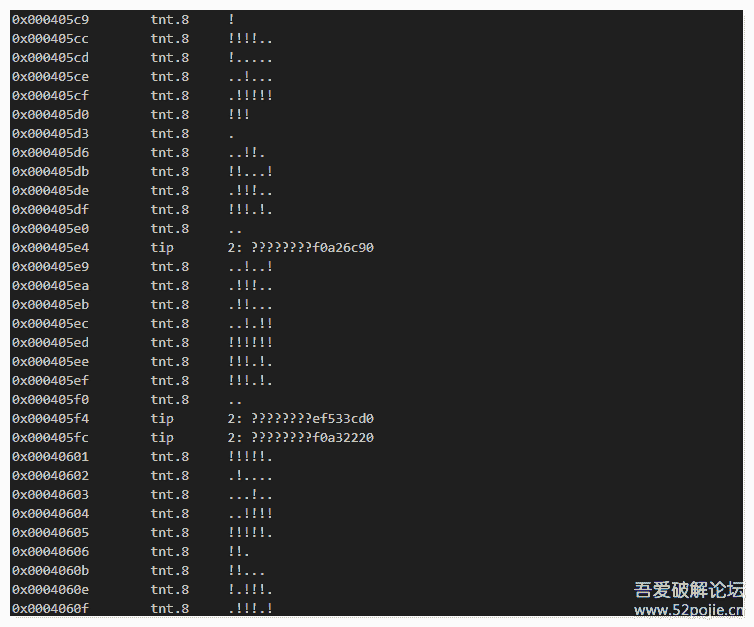 0x000405c9 tnt.8 !
0x000405cc tnt.8 !!!!..
0x000405cd tnt.8 !.....
0x000405ce tnt.8 ..!...
0x000405cf tnt.8 .!!!!!
0x000405d0 tnt.8 !!!
0x000405d3 tnt.8 .
0x000405d6 tnt.8 ..!!.
0x000405db tnt.8 !!...!
0x000405de tnt.8 .!!!..
0x000405df tnt.8 !!!.!.
0x000405e0 tnt.8 ..
0x000405e4 tip 2: ????????f0a26c90
0x000405e9 tnt.8 ..!..!
0x000405ea tnt.8 .!!!..
0x000405eb tnt.8 .!!...
0x000405ec tnt.8 ..!.!!
0x000405ed tnt.8 !!!!!!
0x000405ee tnt.8 !!!.!.
0x000405ef tnt.8 !!!.!.
0x000405f0 tnt.8 ..
0x000405f4 tip 2: ????????ef533cd0
0x000405fc tip 2: ????????f0a32220
0x00040601 tnt.8 !!!!!.
0x00040602 tnt.8 .!....
0x00040603 tnt.8 ...!..
0x00040604 tnt.8 ..!!!!
0x00040605 tnt.8 !!!!!.
0x00040606 tnt.8 !!.
0x0004060b tnt.8 !!...
0x0004060e tnt.8 !.!!!.
0x0004060f tnt.8 .!!!.!
吾爱破解论坛
www.52pojie.cn